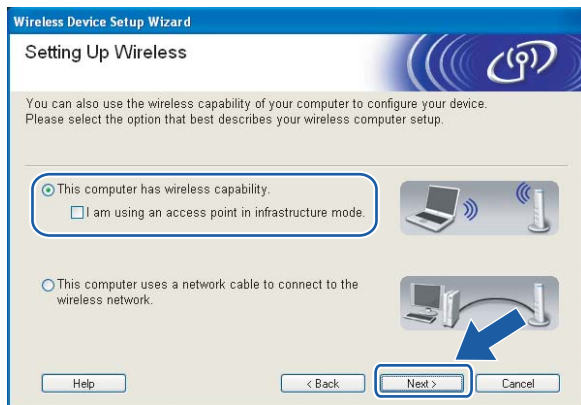 Wireless Device Setup Wizard
Setting Up Wireless
You can also use the wireless capability of your computer to configure your device.
Please select the option that best describes your wireless computer setup.
This computer has wireless capability.
I am using an access point in infrastructure mode.
This computer uses a network cable to connect to the
wireless network.
Help
< Back
Next >
Cancel